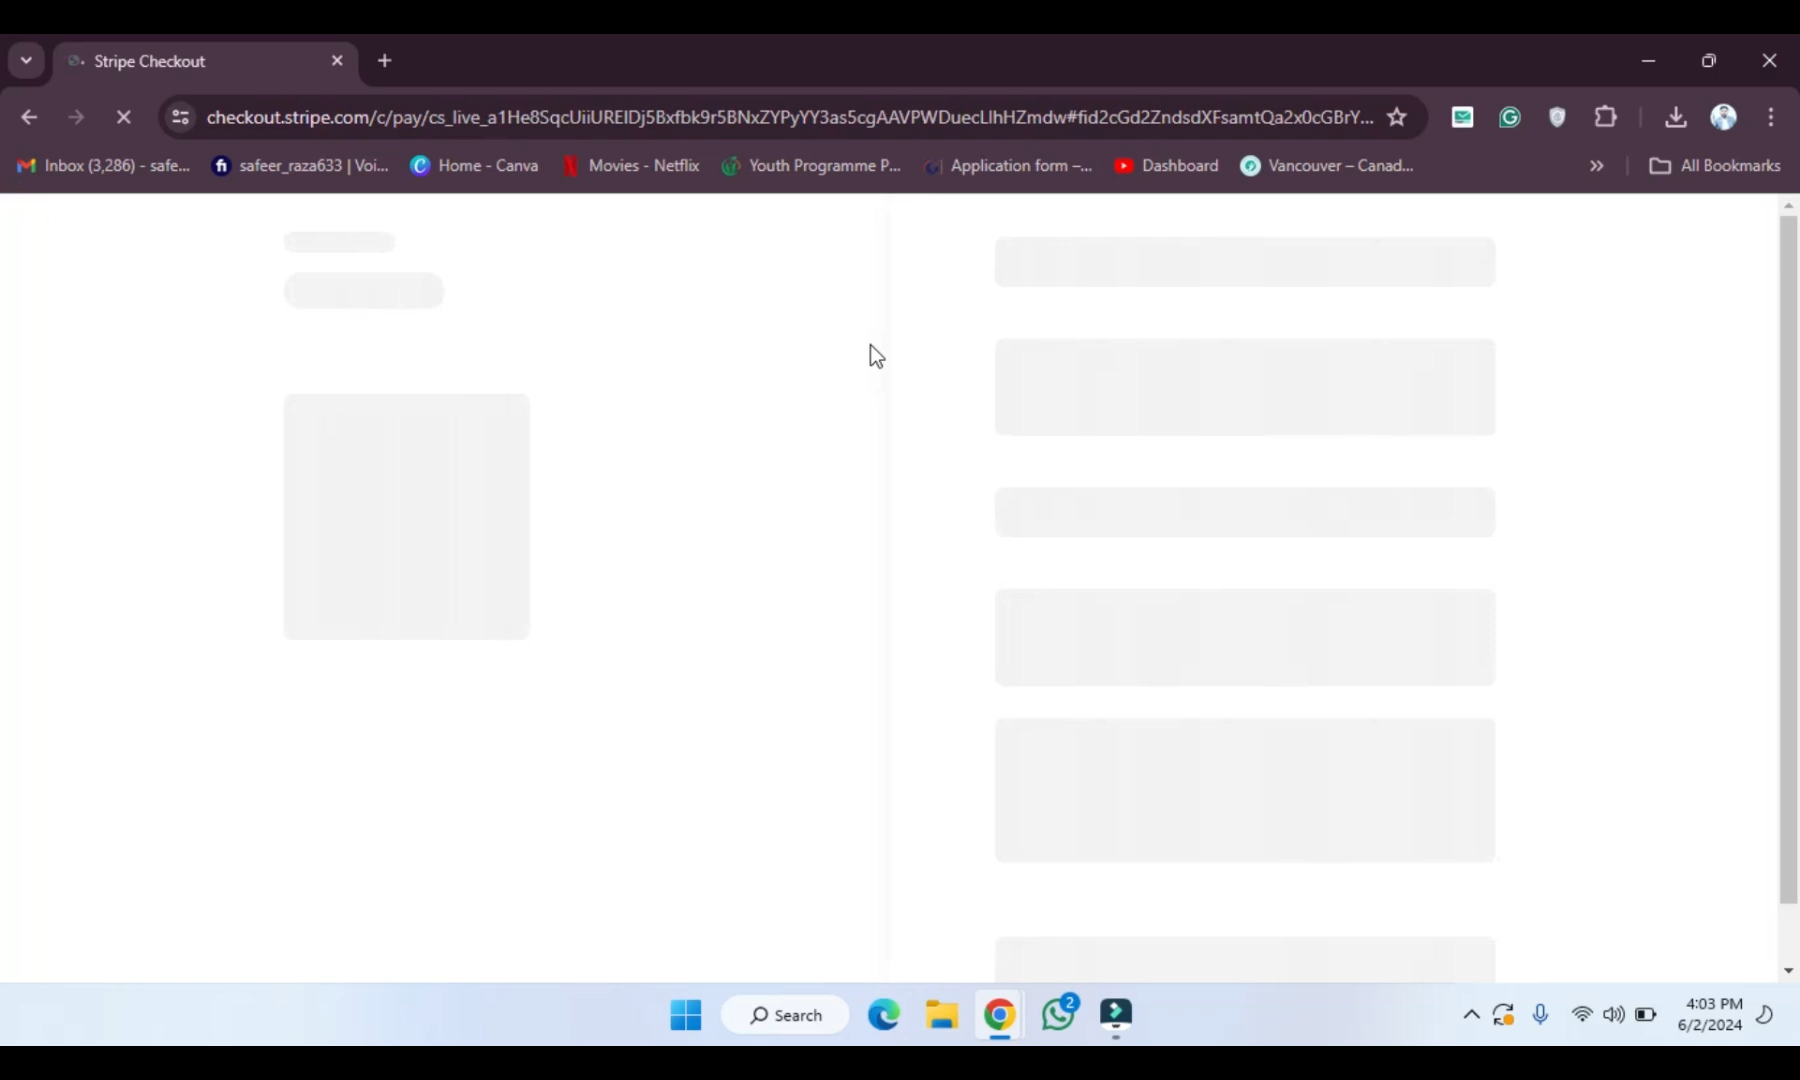 Stripe Checkout
checkout.stripe.com/c/pay/cs_live_a1He8SqcUiiUREIDj5Bxfbk9r5BNxZYPyYY3as5cgAAVPWDuecLlhHZmdw#fid2cGd2ZndsdXFsamtQa2x0cGBrY...
Inbox (3,286) - safe... safeer_raza633 | Voi... Home - Canva Movies - Netflix Youth Programme P... Application form –... Dashboard Vancouver – Canad... All Bookmarks
Search
2
4:03 PM
6/2/2024